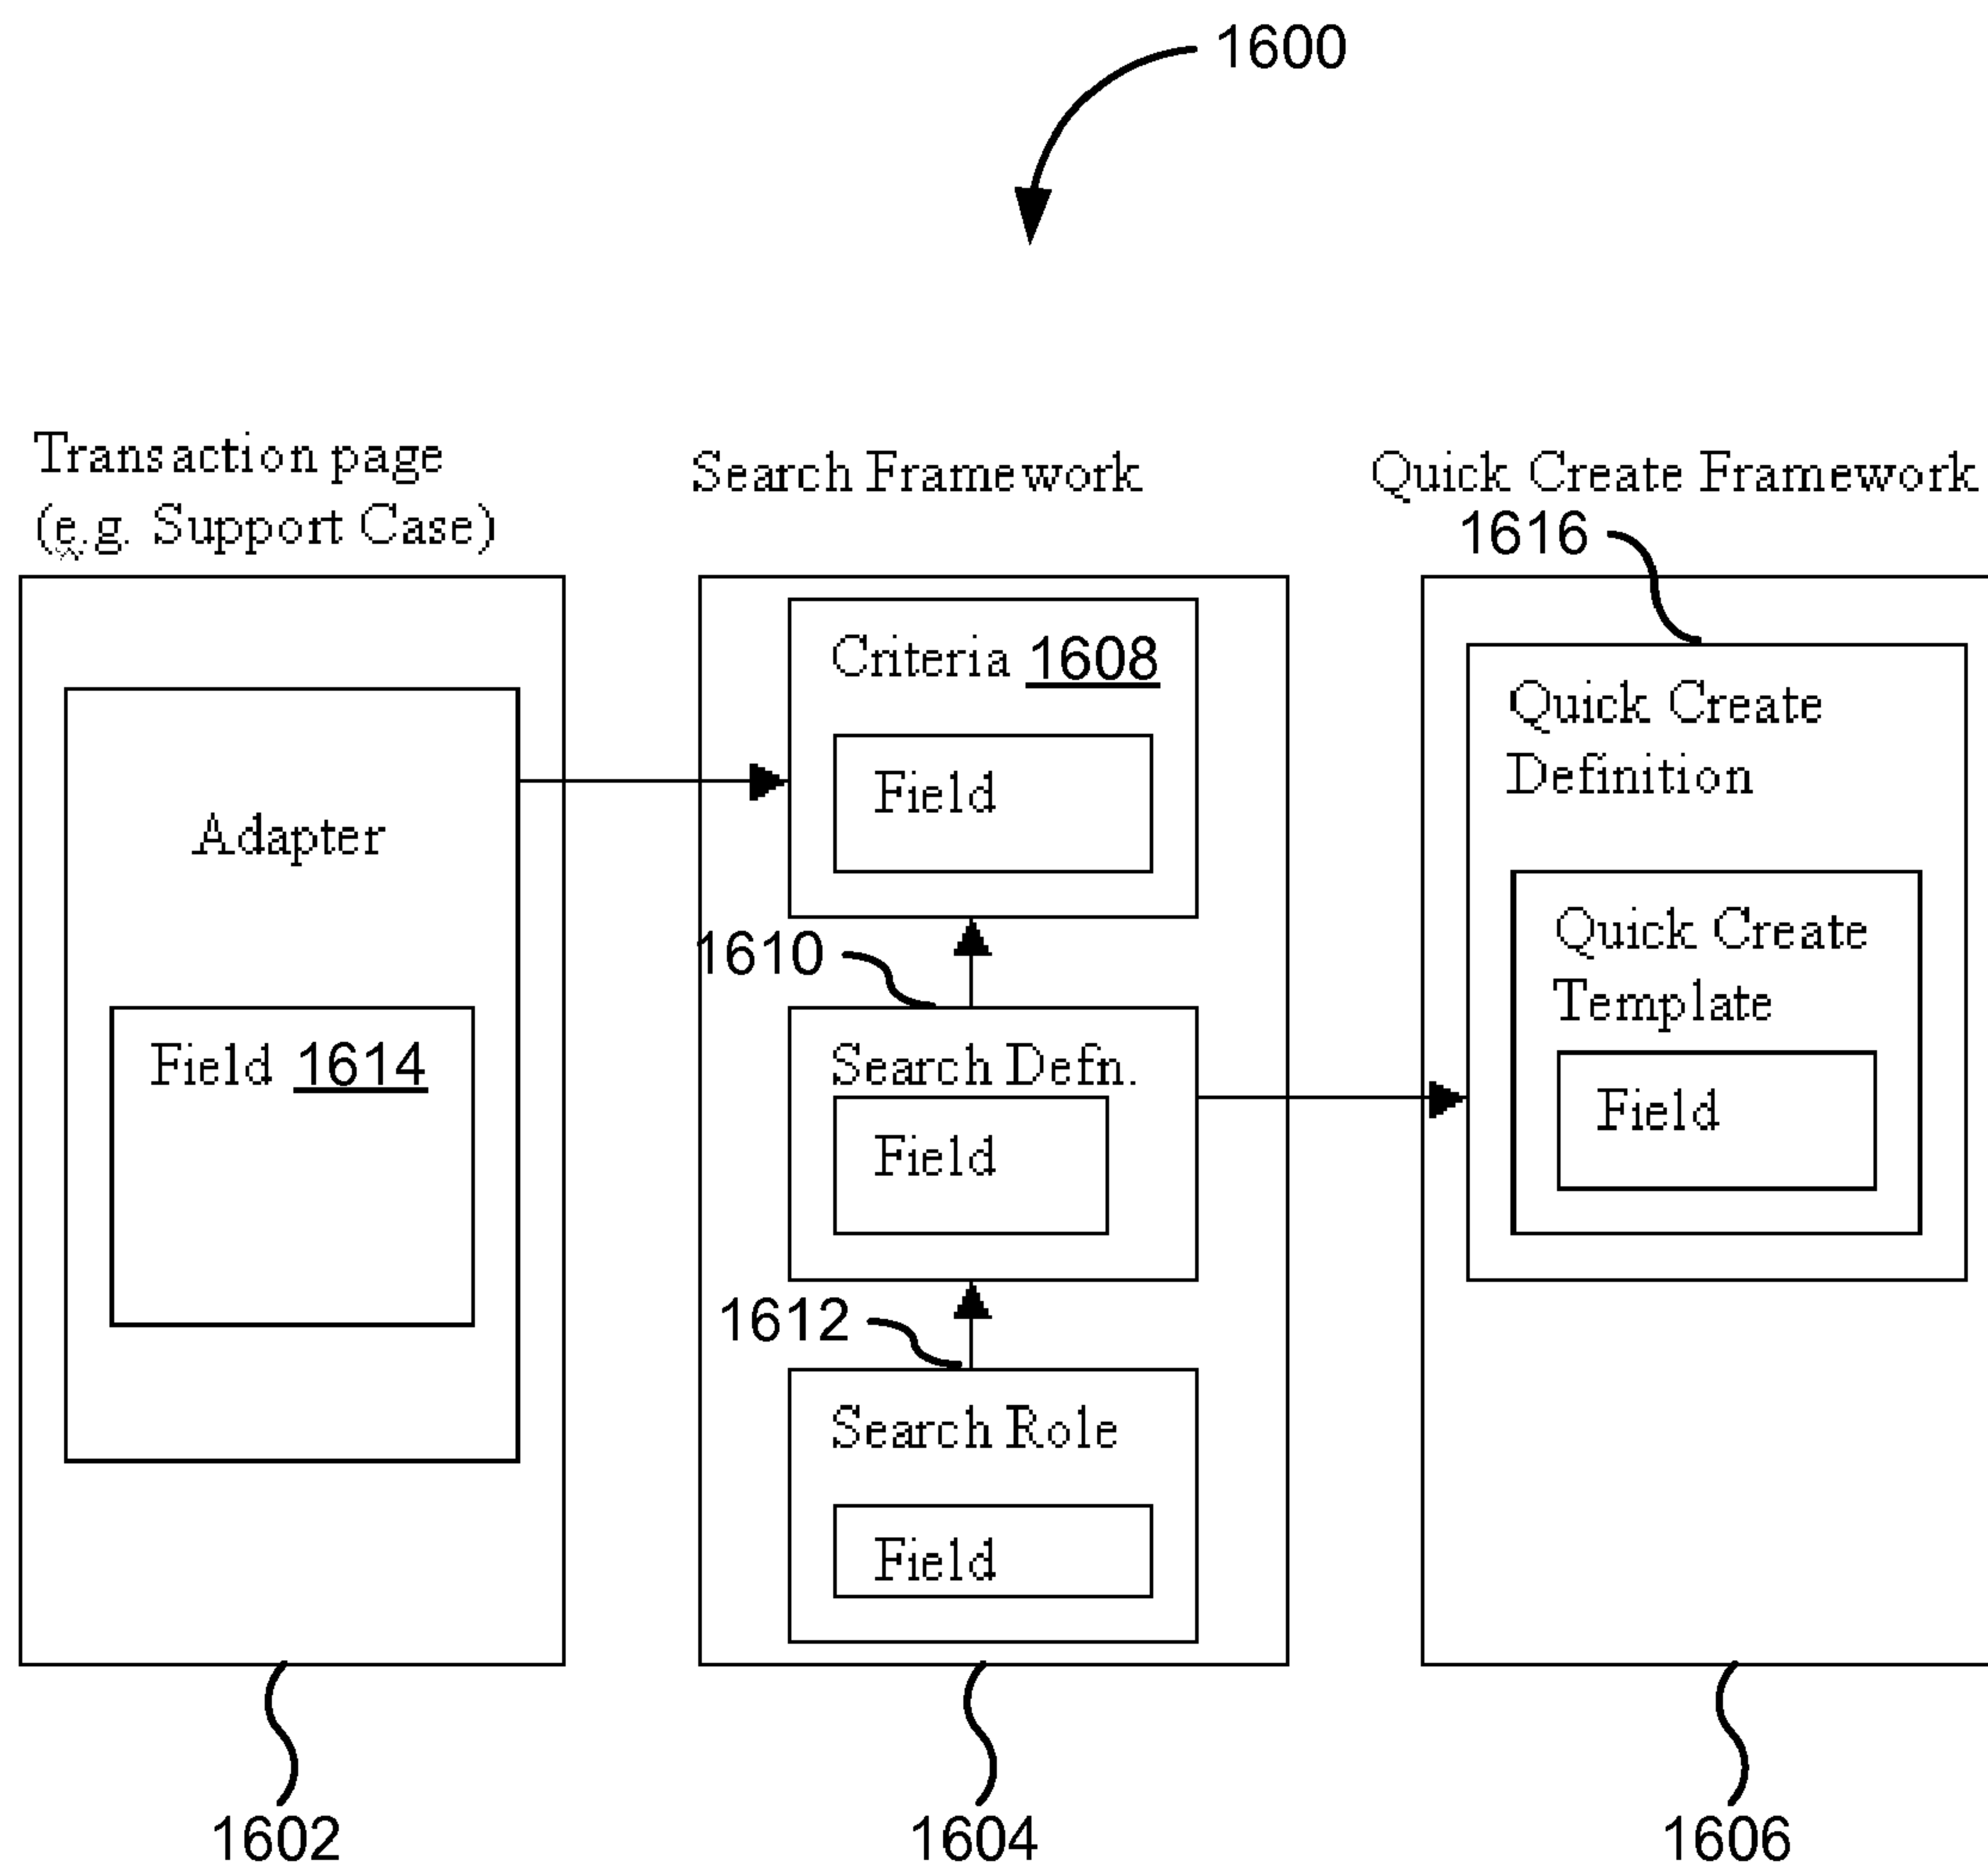 1600
Transaction page
(e.g. Support Case)
Search Framework
Quick Create Framework
1616
Criteria 1608
Field
Quick Create
Definition
Adapter
Quick Create
Template
Field
1610
Field 1614
Search Defn.
Field
1612
Search Role
Field
1602
1604
1606